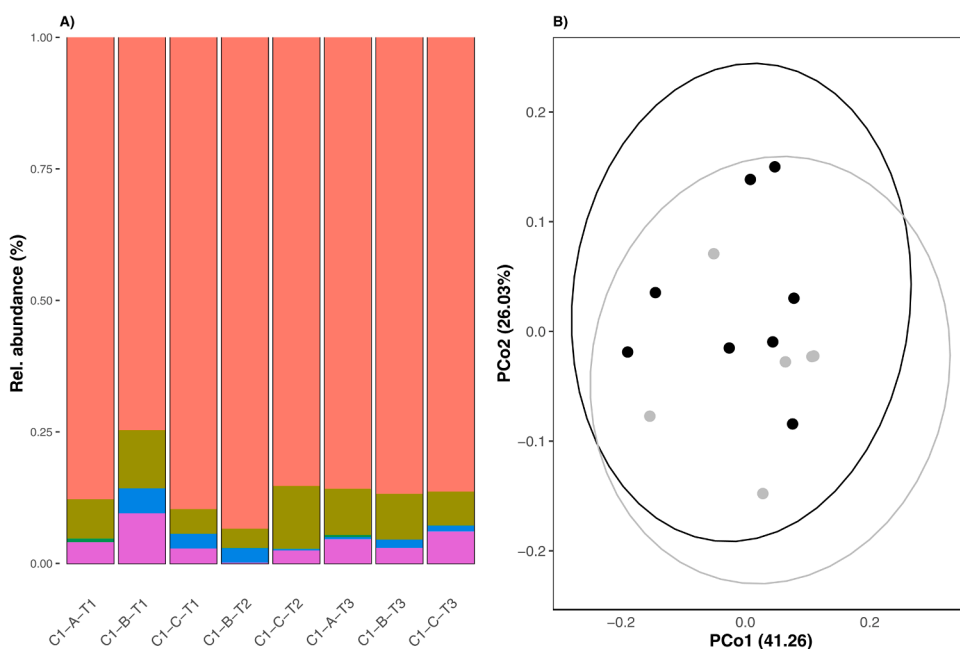 A)
Rel. abundance (%)
1.00
0.75
0.50
0.25
0.00
C1−A−T1
C1−B−T1
C1−C−T1
C1−B−T2
C1−C−T2
C1−A−T3
C1−B−T3
C1−C−T3
B)
PCo2 (26.03%)
0.2
0.1
0.0
−0.1
−0.2
−0.2
0.0
0.2
PCo1 (41.26)